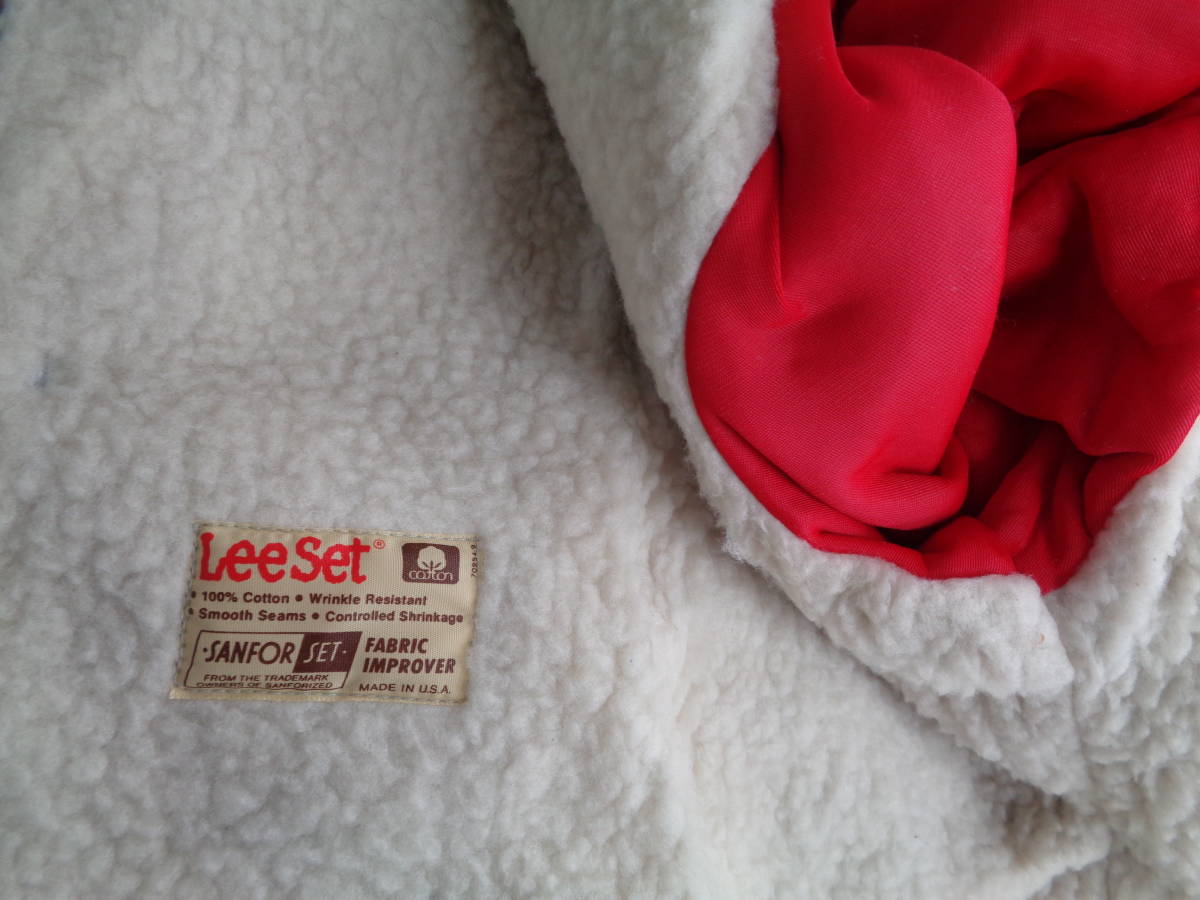 LeeSet®
cotton
• 100% Cotton • Wrinkle Resistant
• Smooth Seams • Controlled Shrinkage
·SANFOR SET·
FROM THE TRADEMARK
OWNERS OF SANFORIZED
FABRIC
IMPROVER
MADE IN U.S.A.